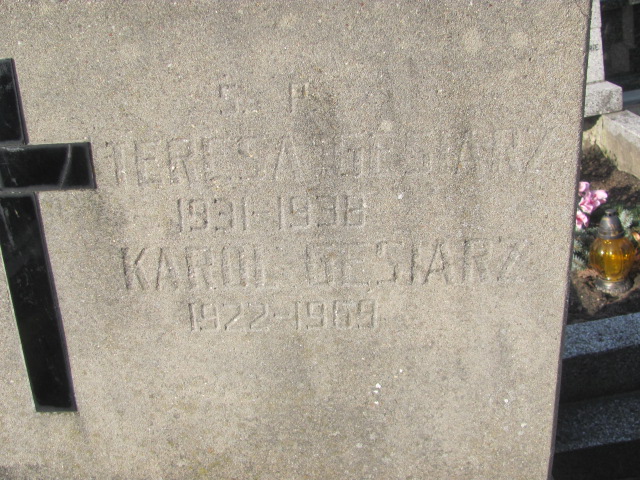 Ś. P.
TERESA GĘSIARZ
1931-1938
KAROL GĘSIARZ
1922-1969